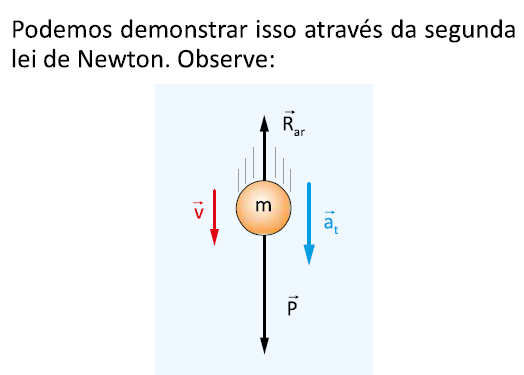 Podemos demonstrar isso através da segunda
lei de Newton. Observe:
R⃗ar
m
v⃗
a⃗t
P⃗